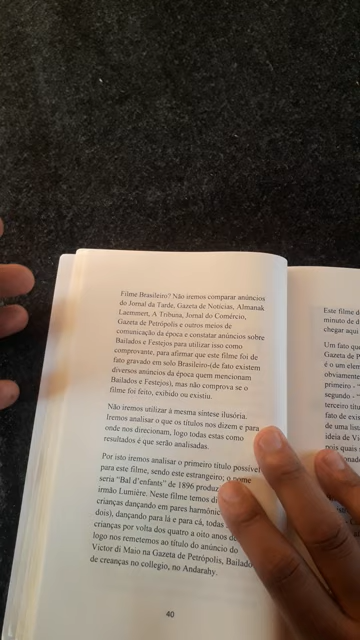 Filme Brasileiro? Não iremos comparar anúncios
do Jornal da Tarde, Gazeta de Notícias, Almanak
Laemmert, A Tribuna, Jornal do Comércio,
Gazeta de Petrópolis e outros meios de
comunicação da época e constatar anúncios sobre
Bailados e Festejos para utilizar isso como
comprovante, para afirmar que este filme foi de
fato gravado em solo Brasileiro-(de fato existem
diversos anúncios da época quem mencionam
Bailados e Festejos), mas não comprova se o
filme foi feito, exibido ou existiu.
Não iremos utilizar à mesma síntese ilusória.
Iremos analisar o que os títulos nos dizem e para
onde nos direcionam, logo todas estas como
resultados é que serão analisadas.
Por isto iremos analisar o primeiro título possível
para este filme, sendo este estrangeiro; o nome
seria "Bal d'enfants" de 1896
irmão Lumière. Neste filme temos
crianças dançando em pares harmônic
dois), dançando para lá e para cá, todas
crianças por volta dos quatro a oito anos
logo nos remetemos ao título do anúncio do
Victor di Maio na Gazeta de Petrópolis, Bailado
de creanças no collegio, no Andarahy.
40
Este filme d
minuto de d
chegar aqui
Um fato qu
Gazeta de P
é o um elem
obviamente
primeiro - "
segundo - "
terceiro títu
fato de exis
de uma lista
ideia de Vi
pois quais s